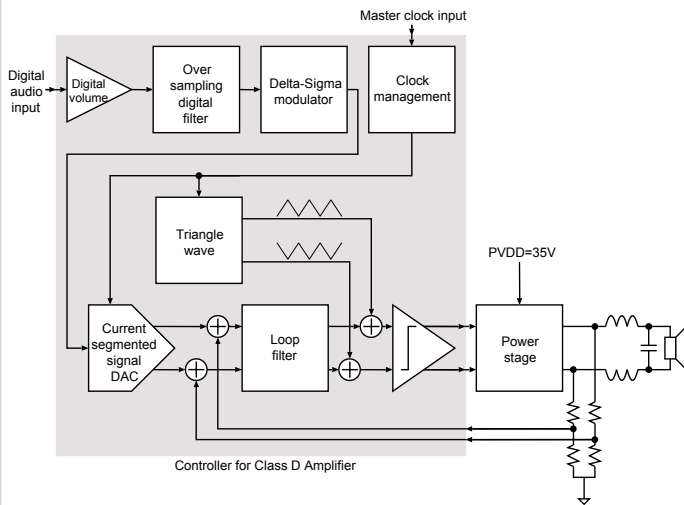 Master clock input
Digital
audio
input
Digital
volume
Over
sampling
digital
filter
Delta-Sigma
modulator
Clock
management
Triangle
wave
PVDD=35V
Current
segmented
signal
DAC
Loop
filter
Power
stage
Controller for Class D Amplifier